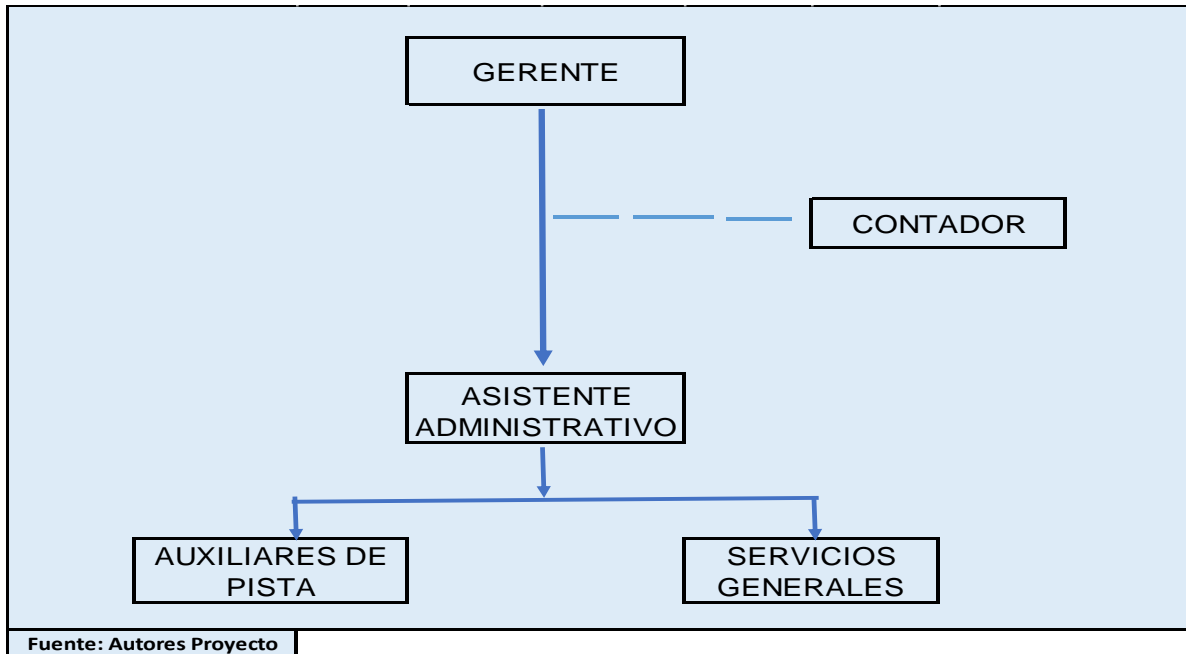 GERENTE
CONTADOR
ASISTENTE
ADMINISTRATIVO
AUXILIARES DE
PISTA
SERVICIOS
GENERALES
Fuente: Autores Proyecto